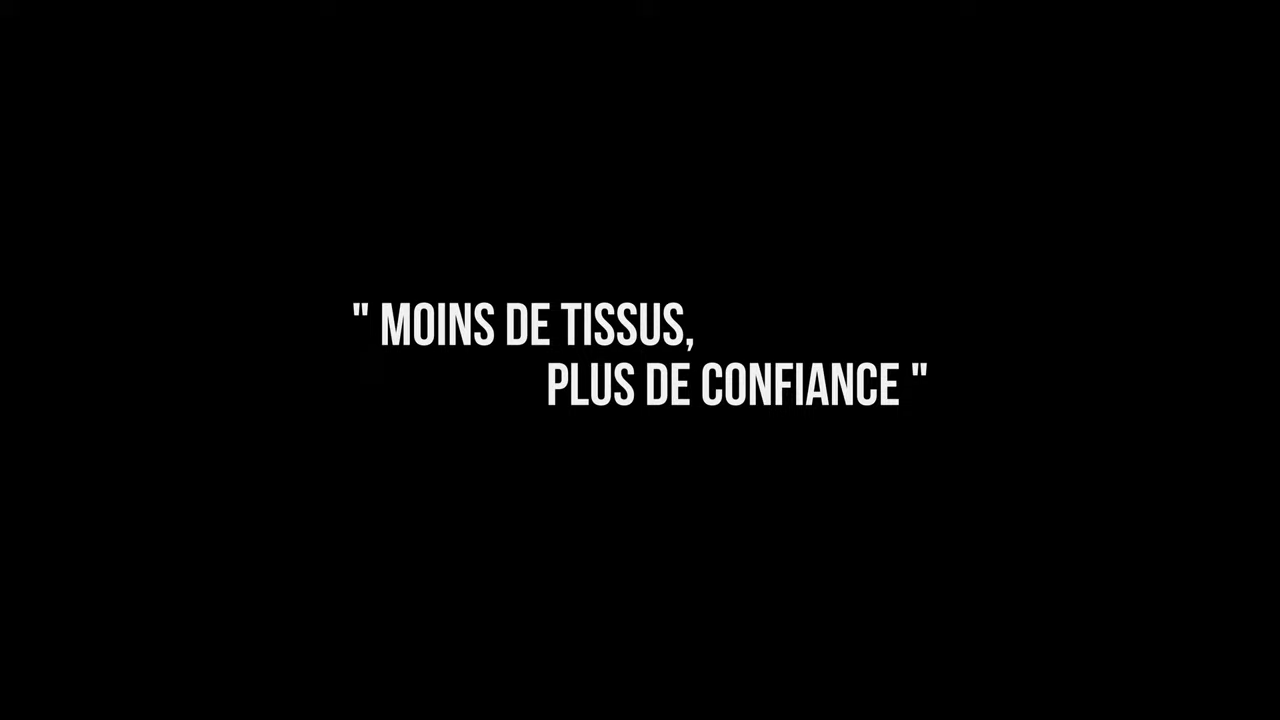 " MOINS DE TISSUS,
PLUS DE CONFIANCE "